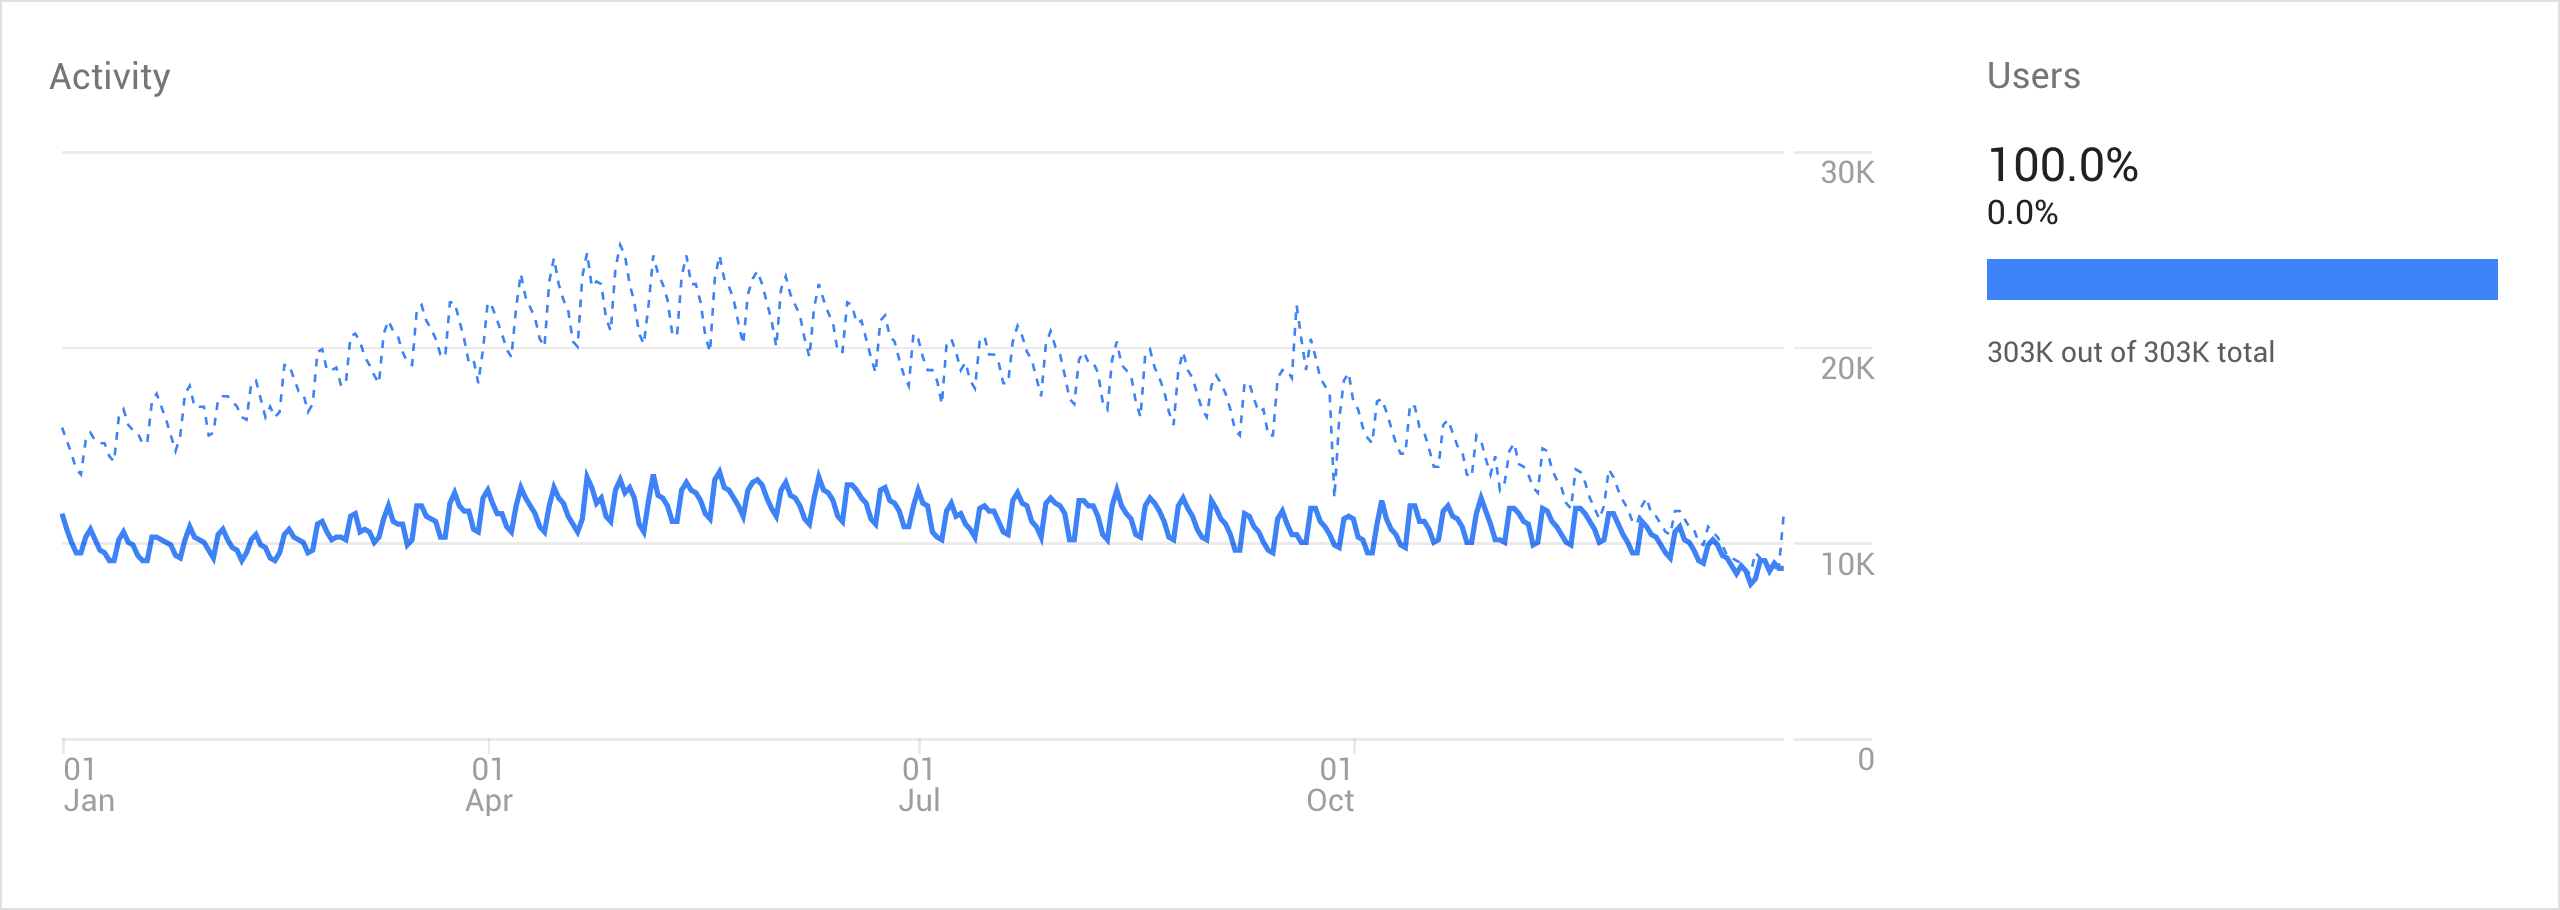 Activity
30K
20K
10K
0
01
Jan
01
Apr
01
Jul
01
Oct
Users
100.0%
0.0%
303K out of 303K total